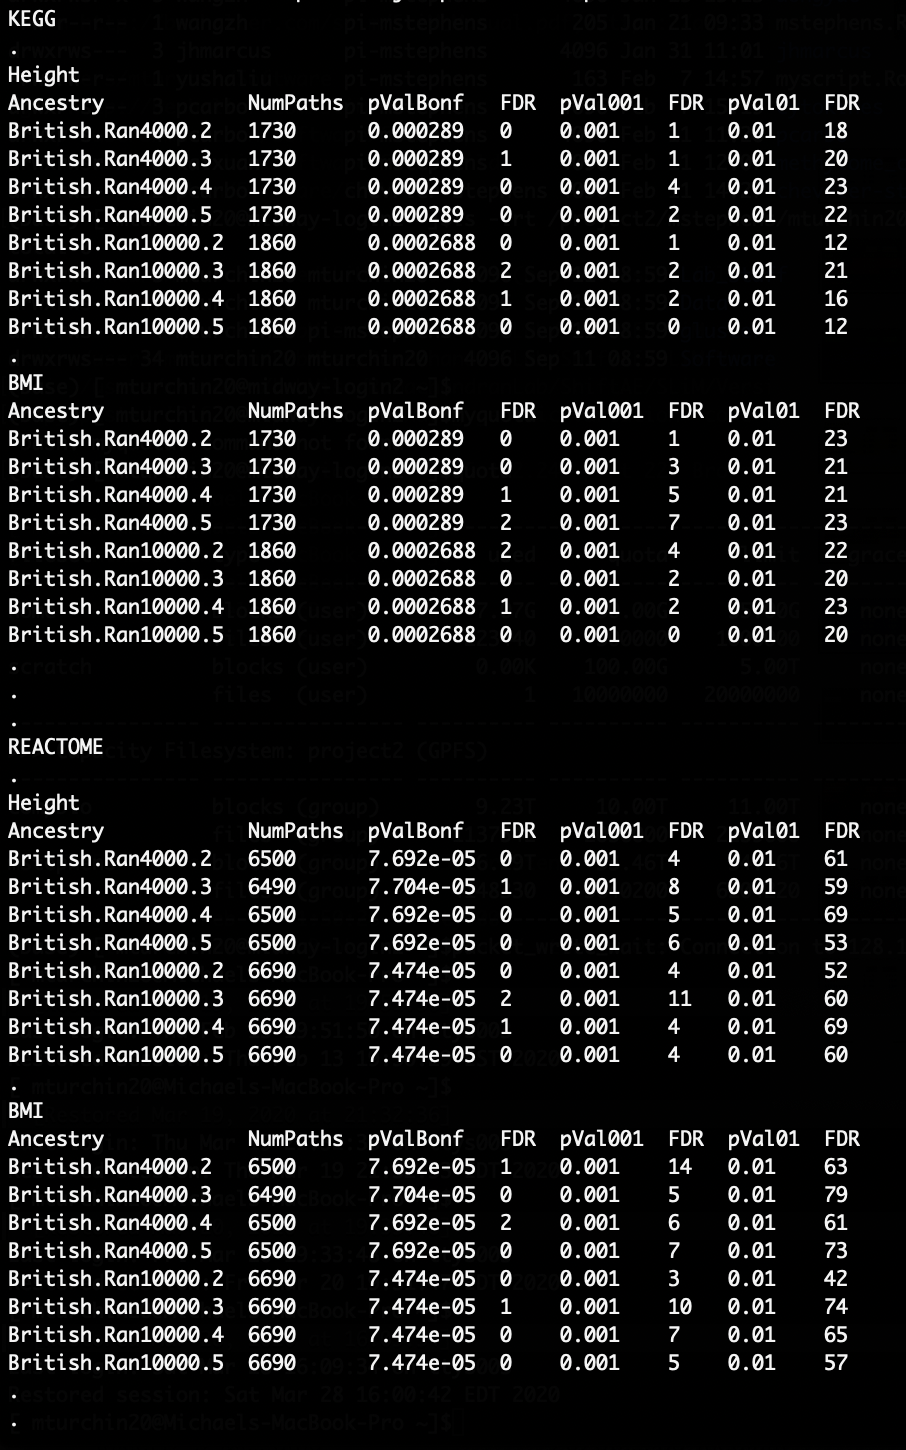 KEGG
.
Height
Ancestry NumPaths pValBonf FDR pVal001 FDR pVal01 FDR
British.Ran4000.2 1730 0.000289 0 0.001 1 0.01 18
British.Ran4000.3 1730 0.000289 1 0.001 1 0.01 20
British.Ran4000.4 1730 0.000289 0 0.001 4 0.01 23
British.Ran4000.5 1730 0.000289 0 0.001 2 0.01 22
British.Ran10000.2 1860 0.0002688 0 0.001 1 0.01 12
British.Ran10000.3 1860 0.0002688 2 0.001 2 0.01 21
British.Ran10000.4 1860 0.0002688 1 0.001 2 0.01 16
British.Ran10000.5 1860 0.0002688 0 0.001 0 0.01 12
.
BMI
Ancestry NumPaths pValBonf FDR pVal001 FDR pVal01 FDR
British.Ran4000.2 1730 0.000289 0 0.001 1 0.01 23
British.Ran4000.3 1730 0.000289 0 0.001 3 0.01 21
British.Ran4000.4 1730 0.000289 1 0.001 5 0.01 21
British.Ran4000.5 1730 0.000289 2 0.001 7 0.01 23
British.Ran10000.2 1860 0.0002688 2 0.001 4 0.01 22
British.Ran10000.3 1860 0.0002688 0 0.001 2 0.01 20
British.Ran10000.4 1860 0.0002688 1 0.001 2 0.01 23
British.Ran10000.5 1860 0.0002688 0 0.001 0 0.01 20
.
.
.
REACTOME
.
Height
Ancestry NumPaths pValBonf FDR pVal001 FDR pVal01 FDR
British.Ran4000.2 6500 7.692e-05 0 0.001 4 0.01 61
British.Ran4000.3 6490 7.704e-05 1 0.001 8 0.01 59
British.Ran4000.4 6500 7.692e-05 0 0.001 5 0.01 69
British.Ran4000.5 6500 7.692e-05 0 0.001 6 0.01 53
British.Ran10000.2 6690 7.474e-05 0 0.001 4 0.01 52
British.Ran10000.3 6690 7.474e-05 2 0.001 11 0.01 60
British.Ran10000.4 6690 7.474e-05 1 0.001 4 0.01 69
British.Ran10000.5 6690 7.474e-05 0 0.001 4 0.01 60
.
BMI
Ancestry NumPaths pValBonf FDR pVal001 FDR pVal01 FDR
British.Ran4000.2 6500 7.692e-05 1 0.001 14 0.01 63
British.Ran4000.3 6490 7.704e-05 0 0.001 5 0.01 79
British.Ran4000.4 6500 7.692e-05 2 0.001 6 0.01 61
British.Ran4000.5 6500 7.692e-05 0 0.001 7 0.01 73
British.Ran10000.2 6690 7.474e-05 0 0.001 3 0.01 42
British.Ran10000.3 6690 7.474e-05 1 0.001 10 0.01 74
British.Ran10000.4 6690 7.474e-05 0 0.001 7 0.01 65
British.Ran10000.5 6690 7.474e-05 0 0.001 5 0.01 57
.
.